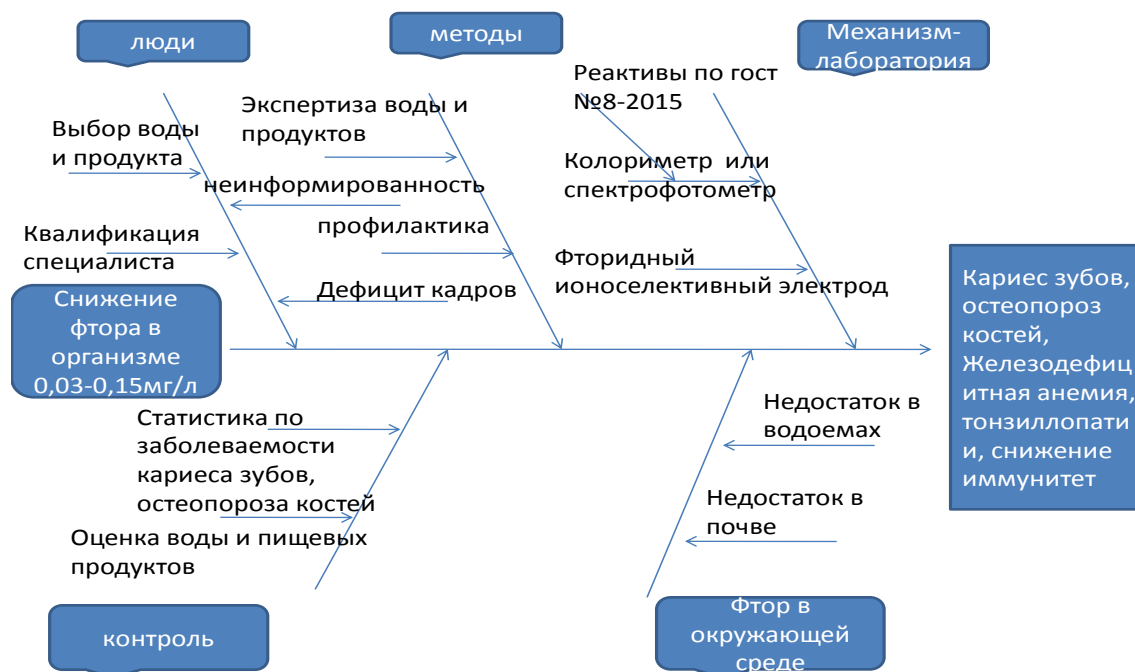 люди
методы
Механизм-
лаборатория
Реактивы по гост
№8-2015
Экспертиза воды и
продуктов
Выбор воды
и продукта
Колориметр или
спектрофотометр
неинформированность
профилактика
Квалификация
специалиста
Фторидный
ионоселективный электрод
Дефицит кадров
Снижение
фтора в
организме
0,03-0,15мг/л
Кариес зубов,
остеопороз
костей,
Железодефиц
итная анемия,
тонзиллопати
и, снижение
иммунитет
Статистика по
заболеваемости
кариеса зубов,
остеопороза костей
Оценка воды и пищевых
продуктов
Недостаток в
водоемах
Недостаток в
почве
контроль
Фтор в
окружающей
среде